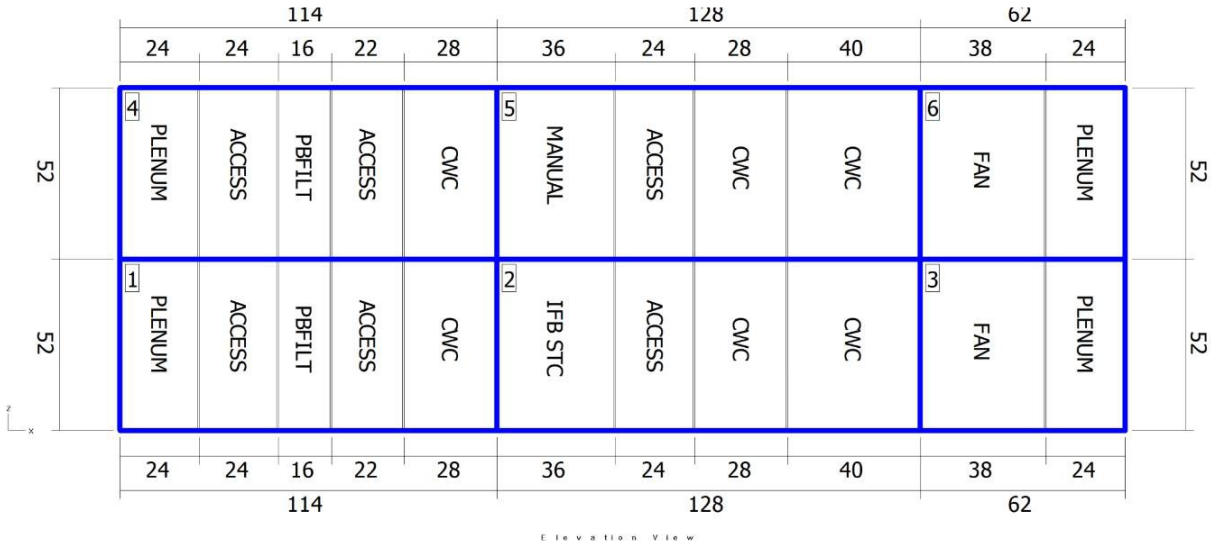 114 128 62
24 24 16 22 28 36 24 28 40 38 24
4 5 6
52 PLENUM ACCESS PBFILT ACCESS CWC MANUAL ACCESS CWC CWC FAN PLENUM 52
1 2 3
52 PLENUM ACCESS PBFILT ACCESS CWC IFB STC ACCESS CWC CWC FAN PLENUM 52
z
x
24 24 16 22 28 36 24 28 40 38 24
114 128 62
Elevation View